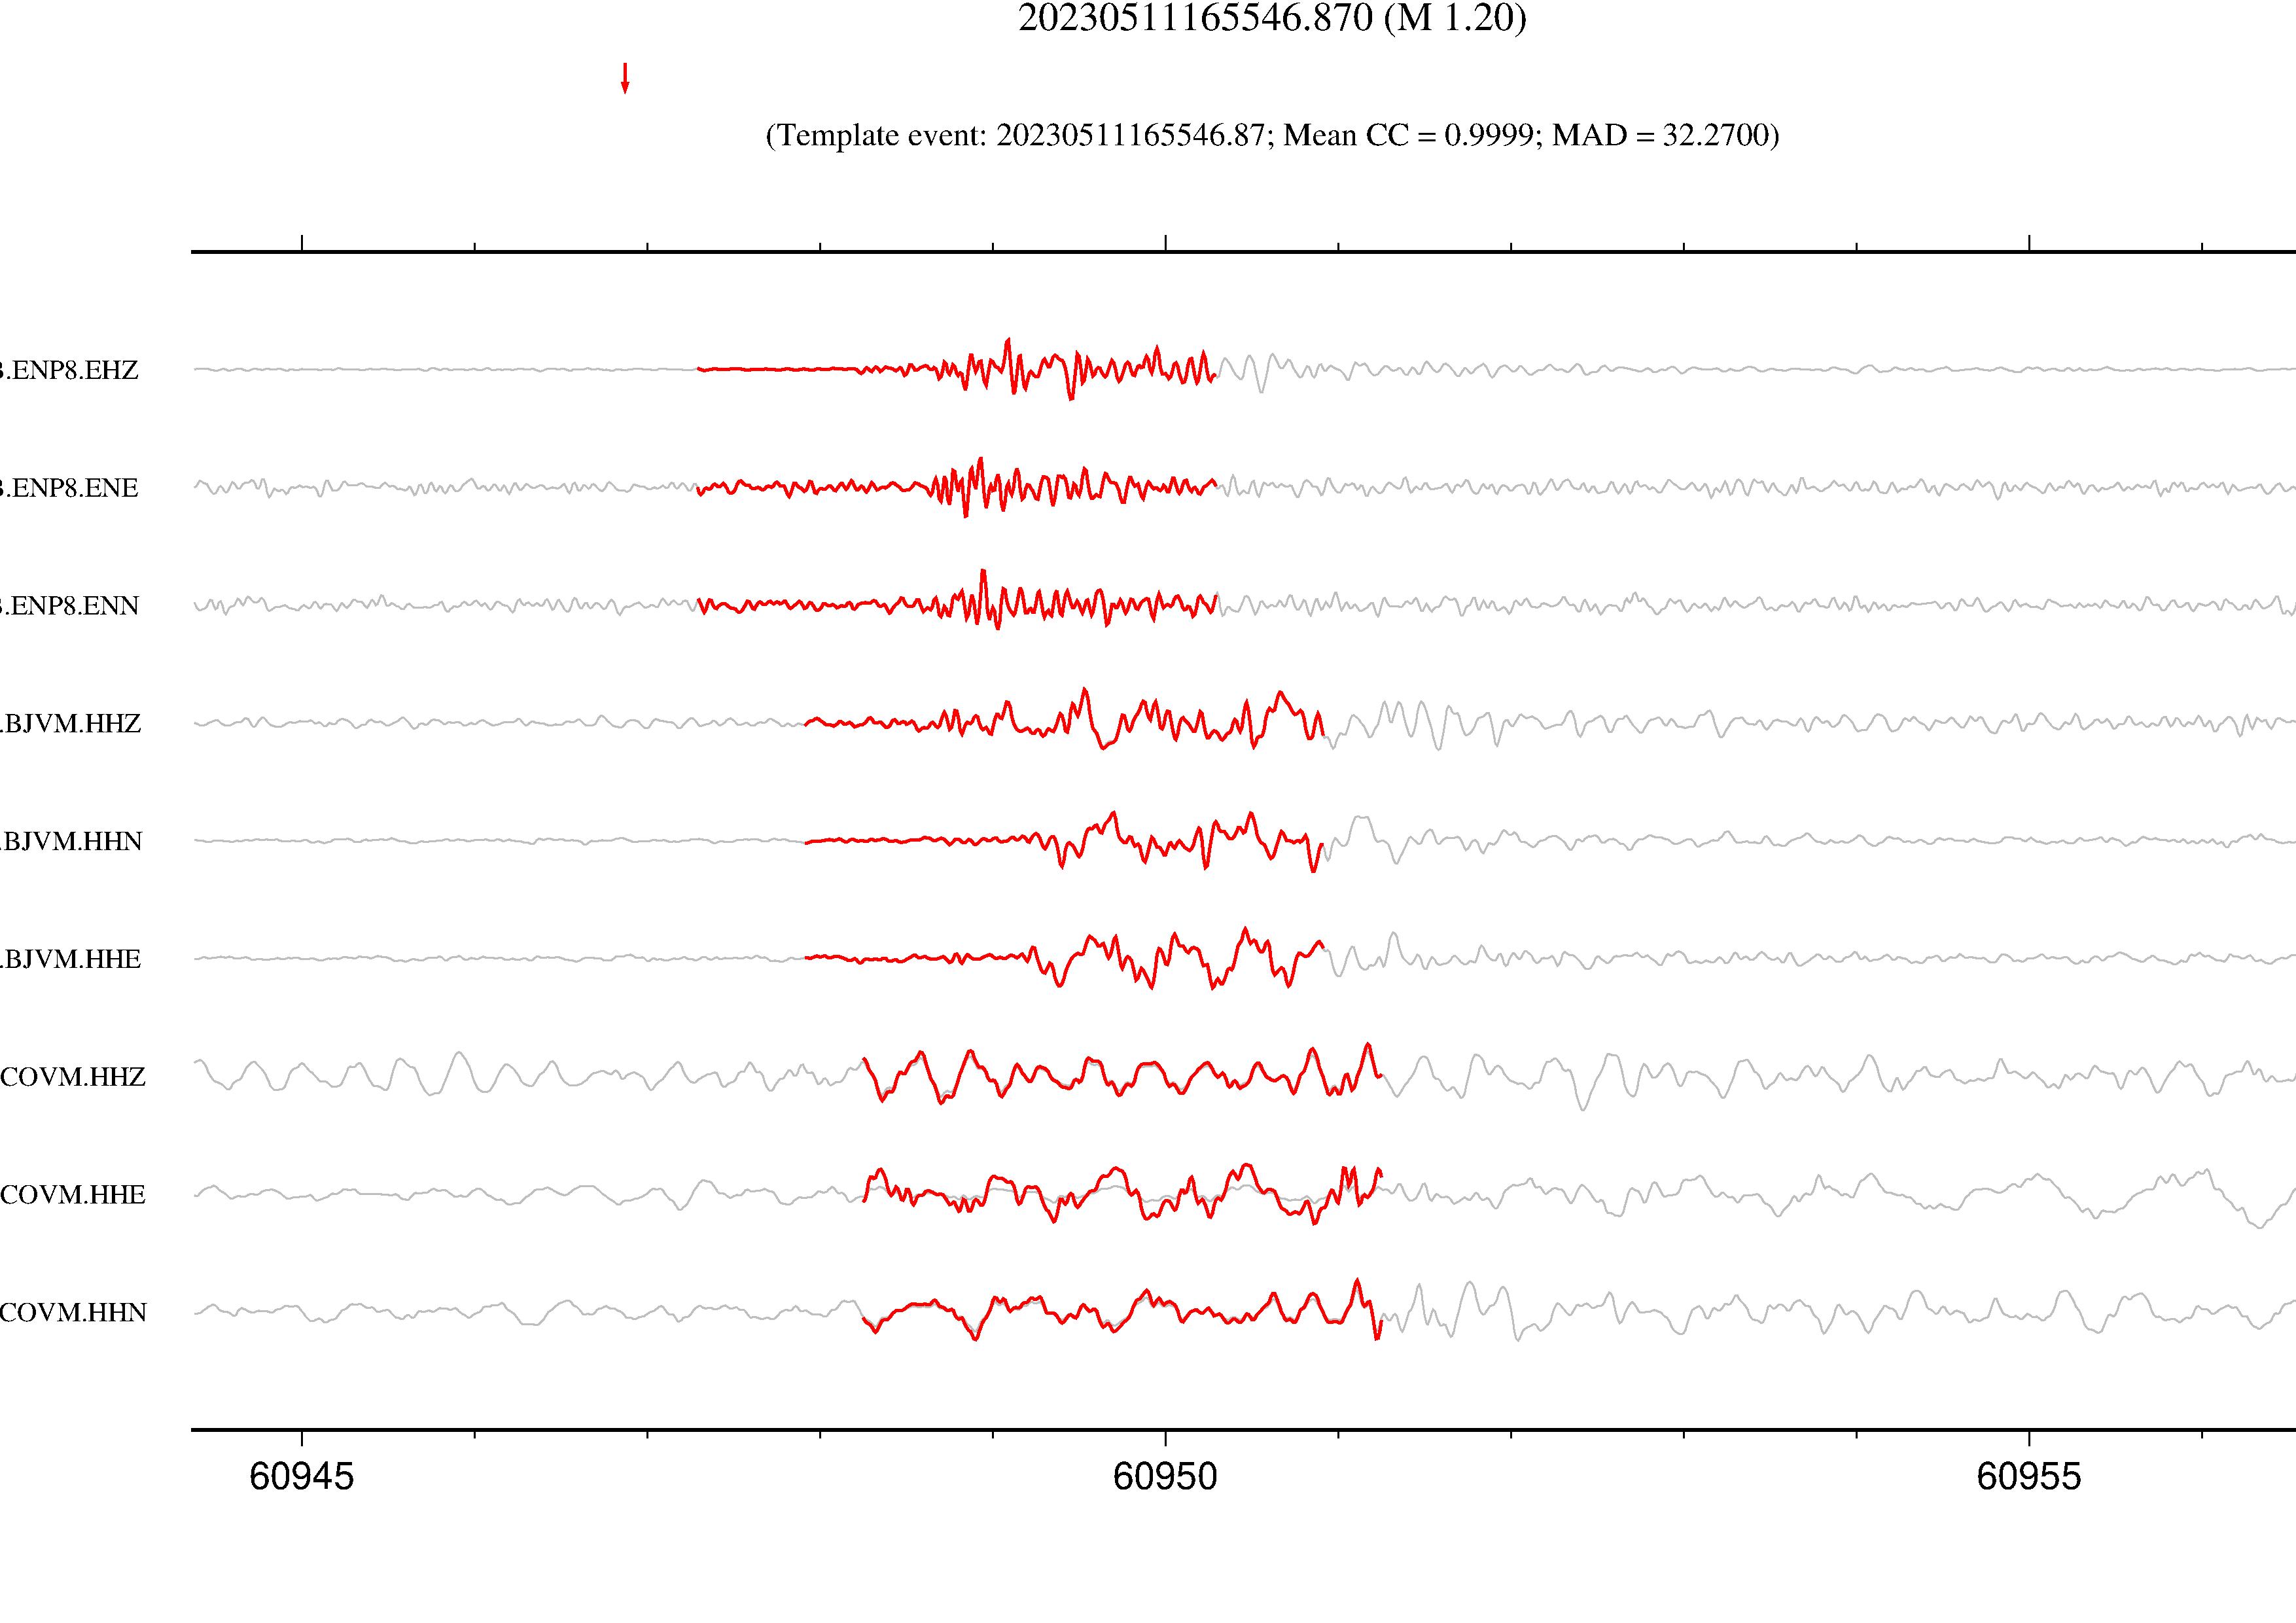 20230511165546.870 (M 1.20)
(Template event: 20230511165546.87; Mean CC = 0.9999; MAD = 32.2700)
.ENP8.EHZ
.ENP8.ENE
.ENP8.ENN
.BJVM.HHZ
.BJVM.HHN
.BJVM.HHE
COVM.HHZ
COVM.HHE
COVM.HHN
60945 60950 60955